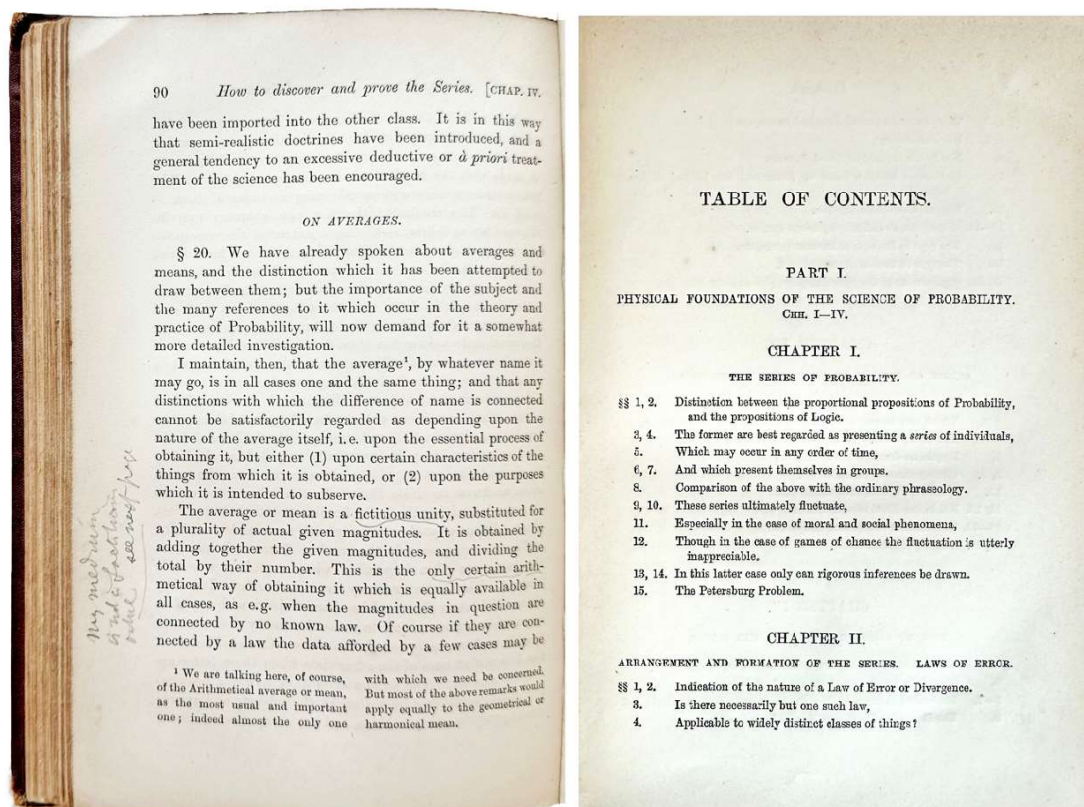 90 How to discover and prove the Series. [CHAP. IV.
have been imported into the other class. It is in this way
that semi-realistic doctrines have been introduced, and a
general tendency to an excessive deductive or à priori treat-
ment of the science has been encouraged.
ON AVERAGES.
§ 20. We have already spoken about averages and
means, and the distinction which it has been attempted to
draw between them; but the importance of the subject and
the many references to it which occur in the theory and
practice of Probability, will now demand for it a somewhat
more detailed investigation.
I maintain, then, that the average¹, by whatever name it
may go, is in all cases one and the same thing; and that any
distinctions with which the difference of name is connected
cannot be satisfactorily regarded as depending upon the
nature of the average itself, i.e. upon the essential process of
obtaining it, but either (1) upon certain characteristics of the
things from which it is obtained, or (2) upon the purposes
which it is intended to subserve.
The average or mean is a fictitious unity, substituted for
a plurality of actual given magnitudes. It is obtained by
adding together the given magnitudes, and dividing the
total by their number. This is the only certain arith-
metical way of obtaining it which is equally available in
all cases, as e.g. when the magnitudes in question are
connected by no known law. Of course if they are con-
nected by a law the data afforded by a few cases may be
¹ We are talking here, of course,
of the Arithmetical average or mean,
as the most usual and important
one; indeed almost the only one
with which we need be concerned.
But most of the above remarks would
apply equally to the geometrical or
harmonical mean.
My medium
is not
see next page
TABLE OF CONTENTS.
PART I.
PHYSICAL FOUNDATIONS OF THE SCIENCE OF PROBABILITY.
CHH. I—IV.
CHAPTER I.
THE SERIES OF PROBABILITY.
§§ 1, 2. Distinction between the proportional propositions of Probability,
and the propositions of Logic.
3, 4. The former are best regarded as presenting a series of individuals,
5. Which may occur in any order of time,
6, 7. And which present themselves in groups.
8. Comparison of the above with the ordinary phraseology.
9, 10. These series ultimately fluctuate,
11. Especially in the case of moral and social phenomena,
12. Though in the case of games of chance the fluctuation is utterly
inappreciable.
13, 14. In this latter case only can rigorous inferences be drawn.
15. The Petersburg Problem.
CHAPTER II.
ARRANGEMENT AND FORMATION OF THE SERIES. LAWS OF ERROR.
§§ 1, 2. Indication of the nature of a Law of Error or Divergence.
3. Is there necessarily but one such law,
4. Applicable to widely distinct classes of things?